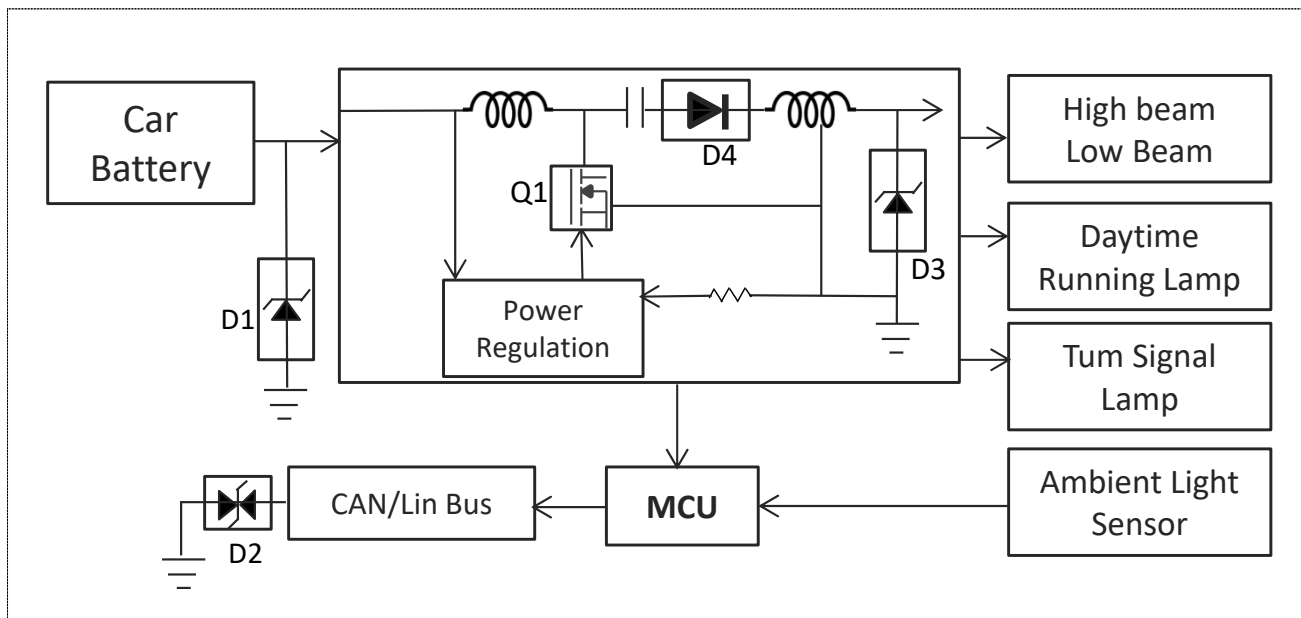 Car
Battery
D4
Q1
D3
D1
Power
Regulation
High beam
Low Beam
Daytime
Running Lamp
Tum Signal
Lamp
Ambient Light
Sensor
MCU
CAN/Lin Bus
D2